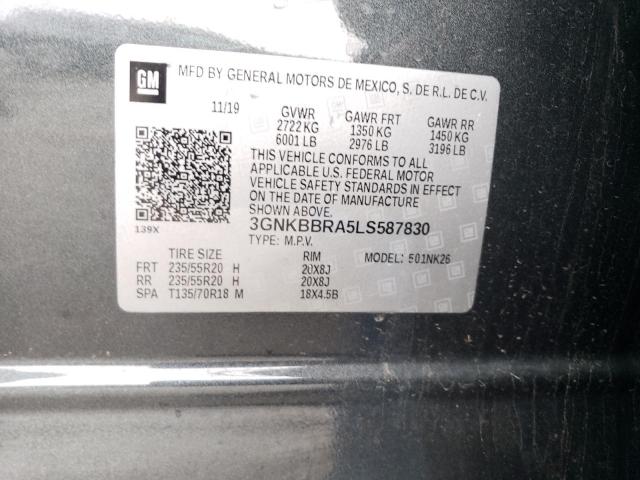 GM
MFD BY GENERAL MOTORS DE MEXICO, S. DE R.L. DE C.V.
11/19 GVWR GAWR FRT GAWR RR
2722 KG 1350 KG 1450 KG
6001 LB 2976 LB 3196 LB
THIS VEHICLE CONFORMS TO ALL
APPLICABLE U.S. FEDERAL MOTOR
VEHICLE SAFETY STANDARDS IN EFFECT
ON THE DATE OF MANUFACTURE
SHOWN ABOVE.
139X 3GNKBBRA5LS587830
TYPE: M.P.V. MODEL: 501NK26
TIRE SIZE RIM
FRT 235/55R20 H 20X8J
RR 235/55R20 H 20X8J
SPA T135/70R18 M 18X4.5B